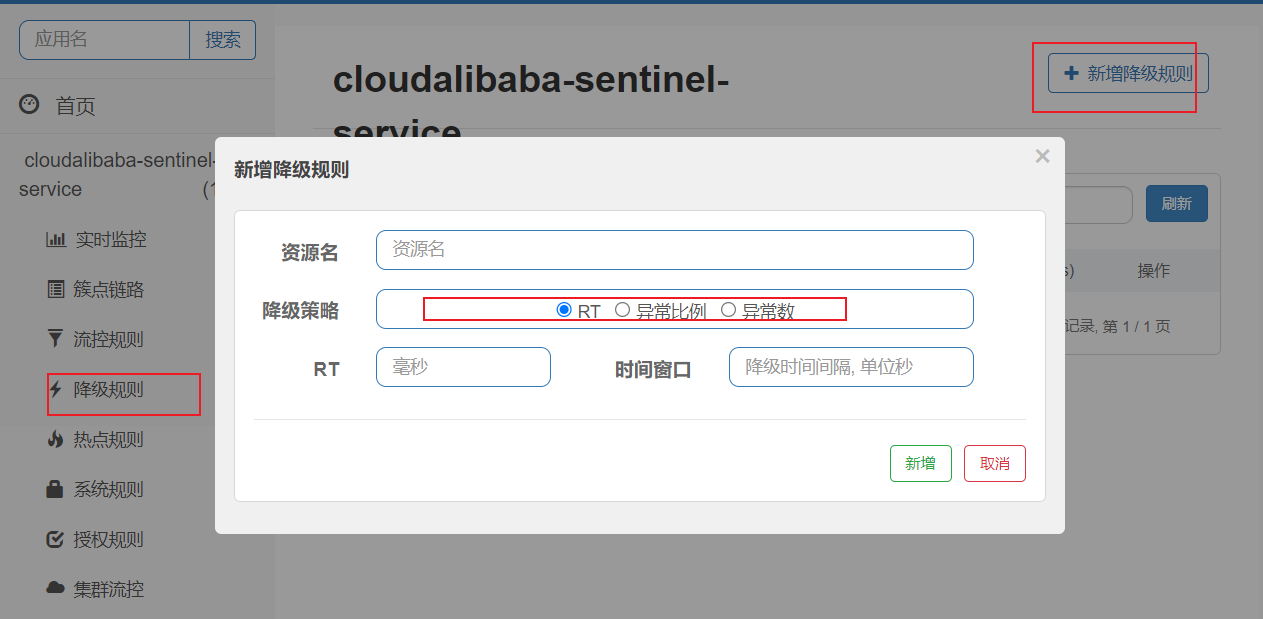 应用名 搜索
首页
cloudalibaba-sentinel-
service (1
实时监控
簇点链路
流控规则
降级规则
热点规则
系统规则
授权规则
集群流控
cloudalibaba-sentinel-
service
新增降级规则
刷新
s) 操作
记录, 第 1 / 1 页
新增降级规则 ×
资源名 资源名
降级策略 RT 异常比例 异常数
RT 毫秒 时间窗口 降级时间间隔, 单位秒
新增 取消